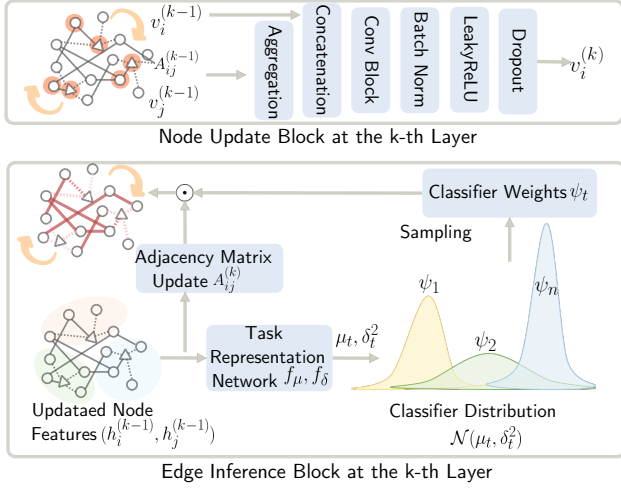 v_i^{(k-1)}
A_{ij}^{(k-1)}
v_j^{(k-1)}
Aggregation
Concatenation
Conv Block
Batch Norm
LeakyReLU
Dropout
v_i^{(k)}
Node Update Block at the k-th Layer
Classifier Weights ψ_t
Sampling
Adjacency Matrix
Update A_{ij}^{(k)}
Task
Representation
Network f_μ, f_δ
μ_t, δ_t^2
ψ_1
ψ_2
ψ_n
Updataed Node
Features (h_i^{(k-1)}, h_j^{(k-1)})
Classifier Distribution
𝒩(μ_t, δ_t^2)
Edge Inference Block at the k-th Layer